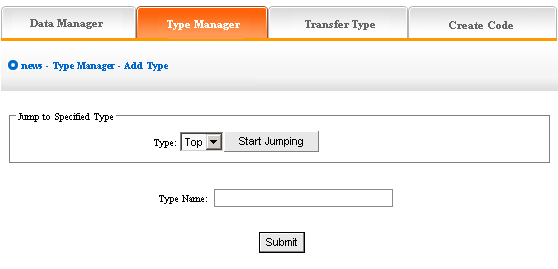 Data Manager Type Manager Transfer Type Create Code
news - Type Manager - Add Type
Jump to Specified Type
Type: Top Start Jumping
Type Name:
Submit